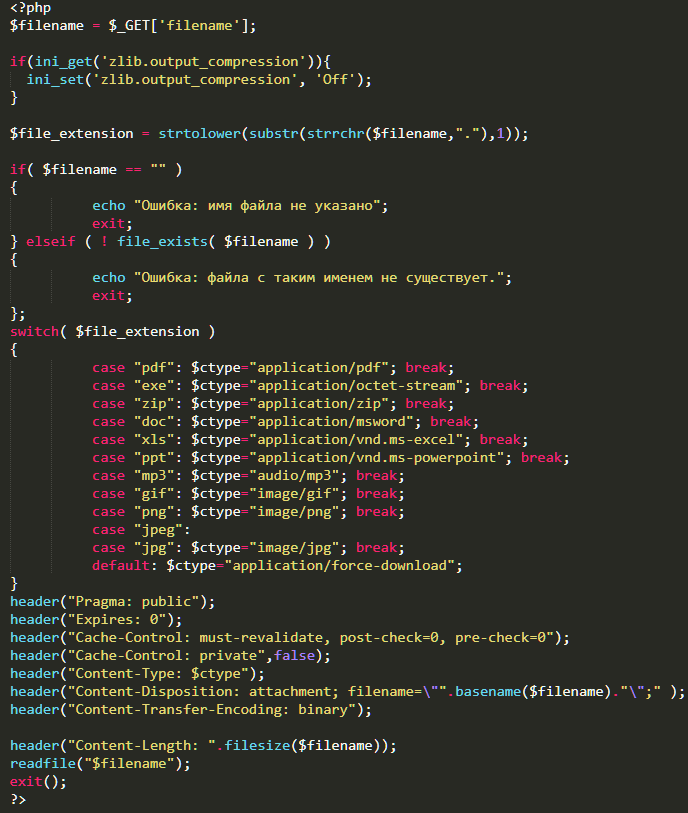 <?php
$filename = $_GET['filename'];

if(ini_get('zlib.output_compression')){
  ini_set('zlib.output_compression', 'Off');
}

$file_extension = strtolower(substr(strrchr($filename,"."),1));

if( $filename == "" )
{
          echo "Ошибка: имя файла не указано";
          exit;
} elseif ( ! file_exists( $filename ) )
{
          echo "Ошибка: файла с таким именем не существует.";
          exit;
};
switch( $file_extension )
{
          case "pdf": $ctype="application/pdf"; break;
          case "exe": $ctype="application/octet-stream"; break;
          case "zip": $ctype="application/zip"; break;
          case "doc": $ctype="application/msword"; break;
          case "xls": $ctype="application/vnd.ms-excel"; break;
          case "ppt": $ctype="application/vnd.ms-powerpoint"; break;
          case "mp3": $ctype="audio/mp3"; break;
          case "gif": $ctype="image/gif"; break;
          case "png": $ctype="image/png"; break;
          case "jpeg":
          case "jpg": $ctype="image/jpg"; break;
          default: $ctype="application/force-download";
}
header("Pragma: public");
header("Expires: 0");
header("Cache-Control: must-revalidate, post-check=0, pre-check=0");
header("Cache-Control: private",false);
header("Content-Type: $ctype");
header("Content-Disposition: attachment; filename=\"".basename($filename)."\";" );
header("Content-Transfer-Encoding: binary");

header("Content-Length: ".filesize($filename));
readfile("$filename");
exit();
?>